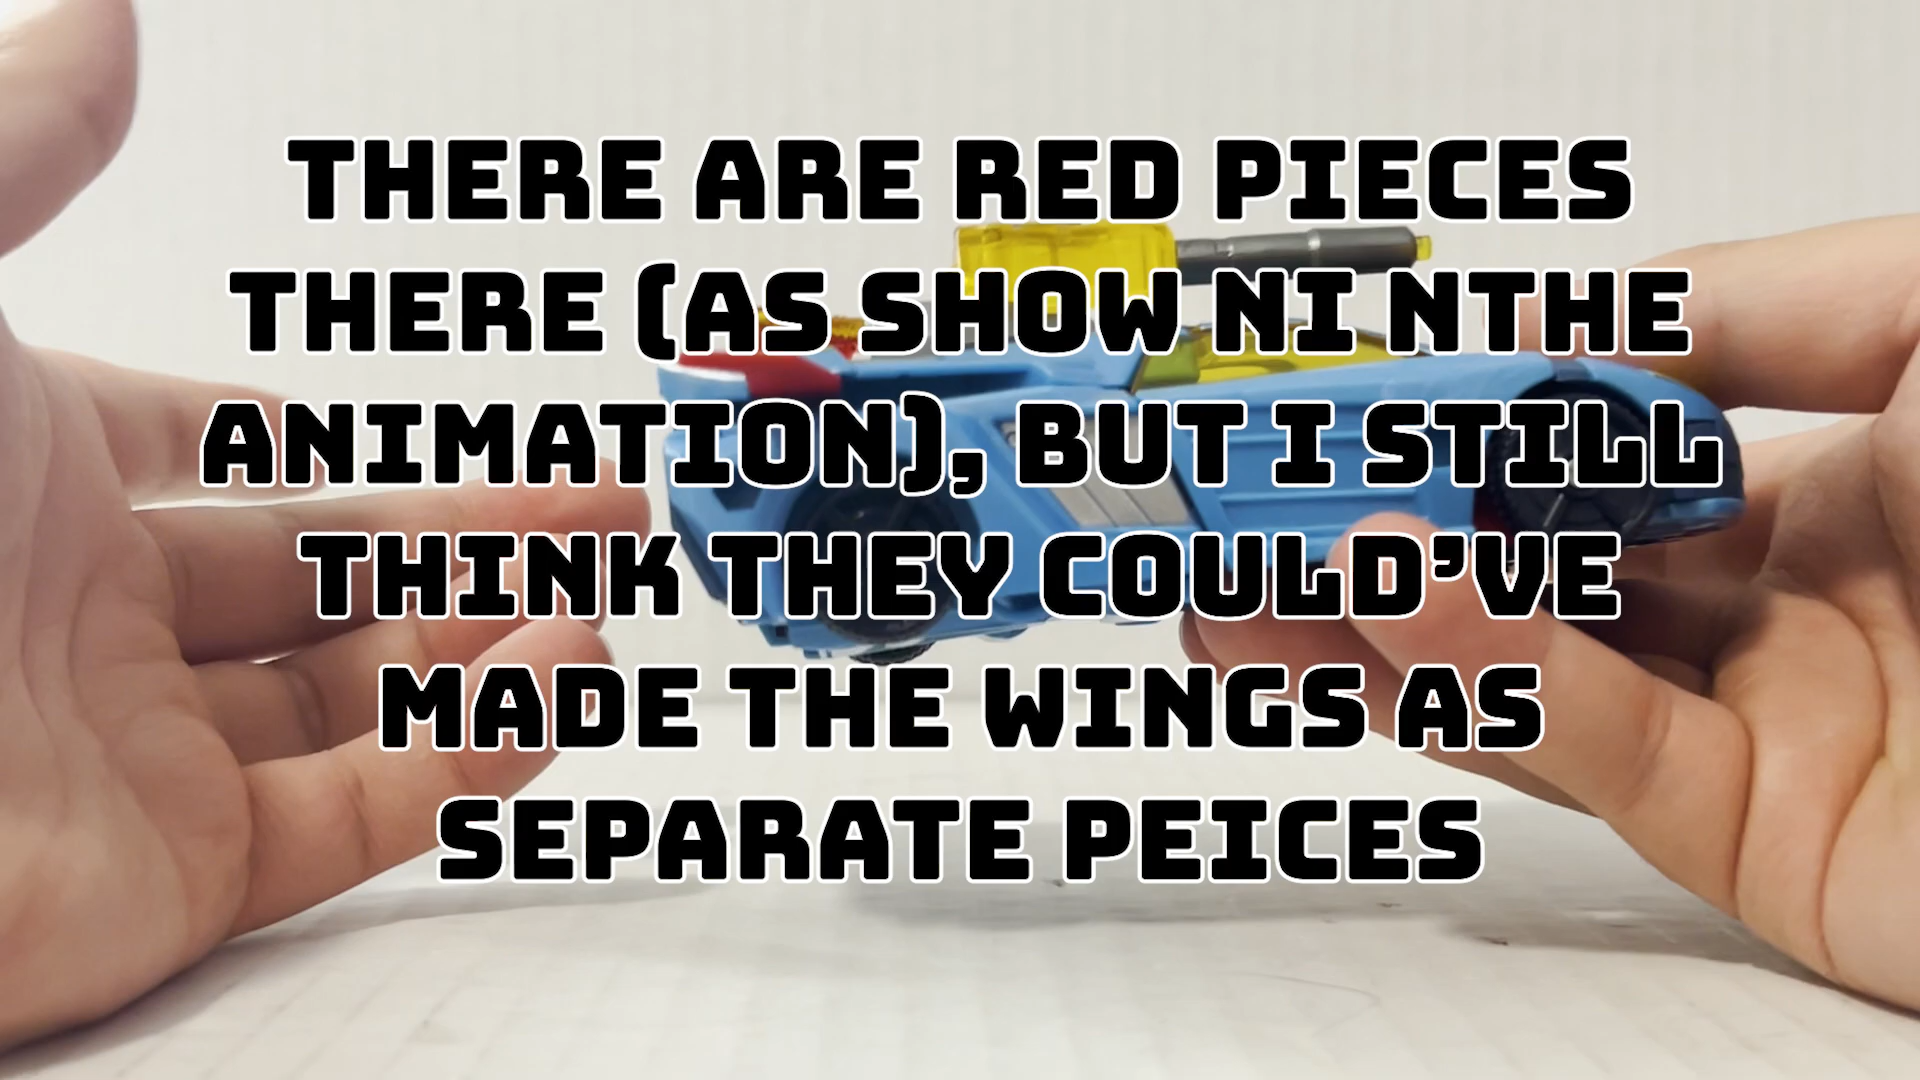 THERE ARE RED PIECES
THERE (AS SHOW NI NTHE
ANIMATION), BUT I STILL
THINK THEY COULD'VE
MADE THE WINGS AS
SEPARATE PEICES